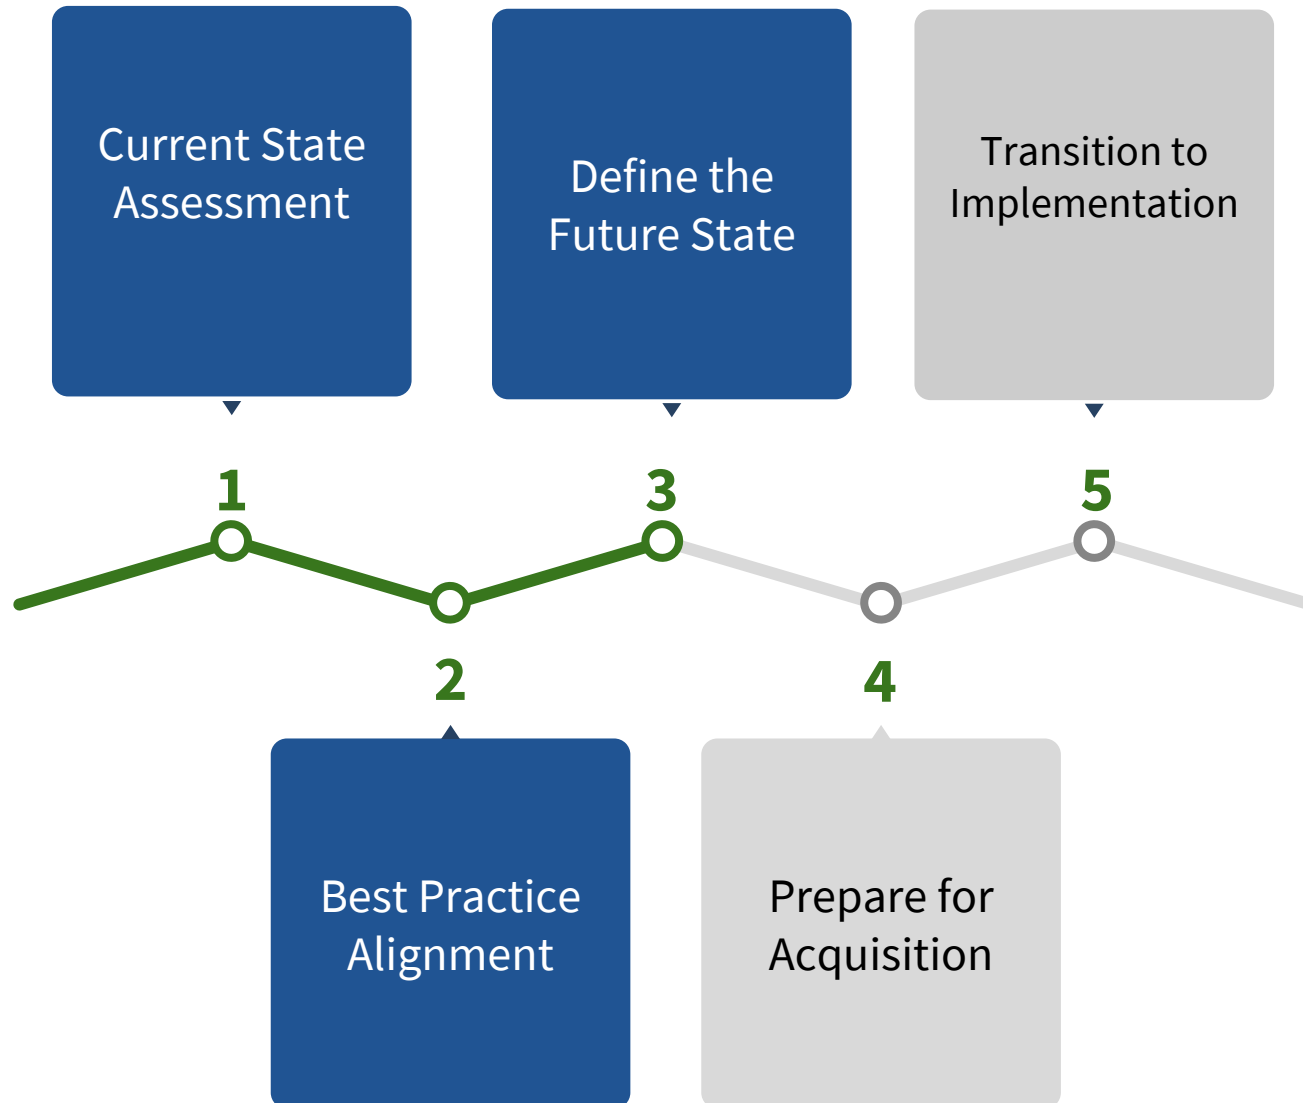 Current State
Assessment
Define the
Future State
Transition to
Implementation
1
3
5
2
4
Best Practice
Alignment
Prepare for
Acquisition